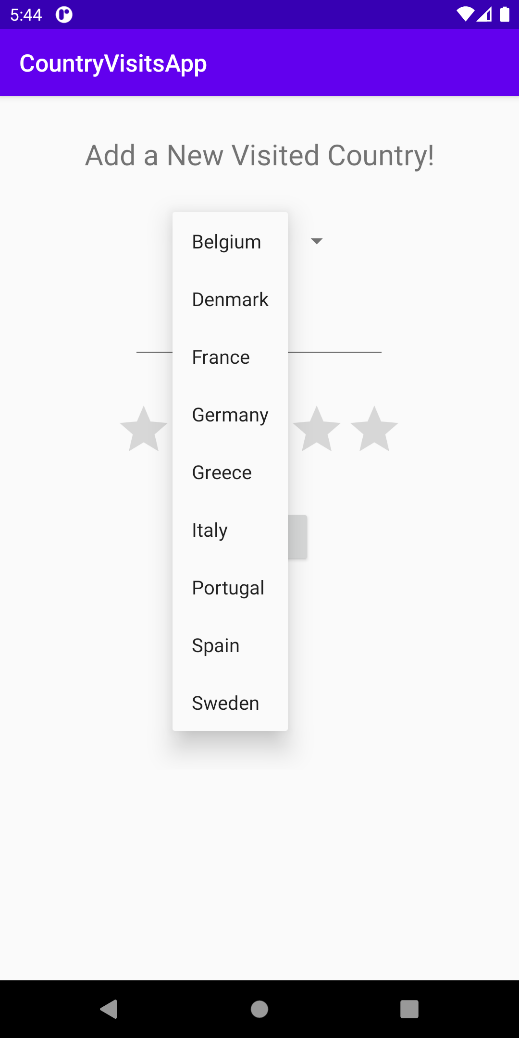 5:44
CountryVisitsApp
Add a New Visited Country!
Belgium
Denmark
France
Germany
Greece
Italy
Portugal
Spain
Sweden